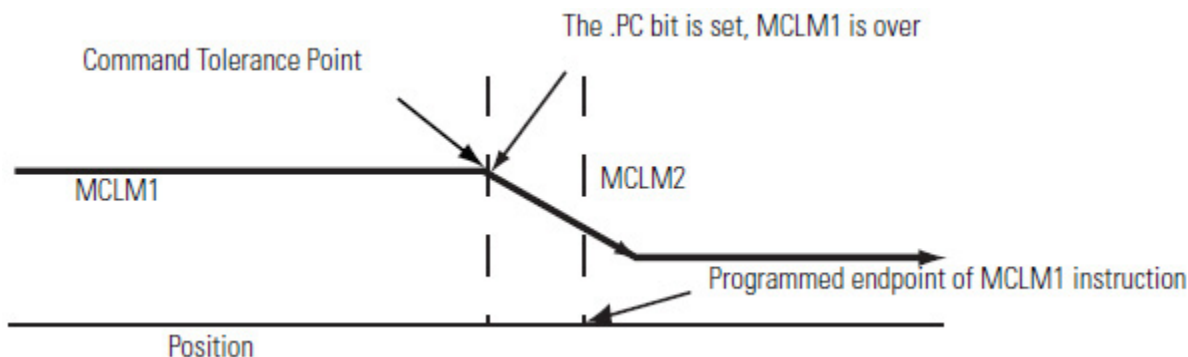 The .PC bit is set, MCLM1 is over
Command Tolerance Point
MCLM1
MCLM2
Programmed endpoint of MCLM1 instruction
Position